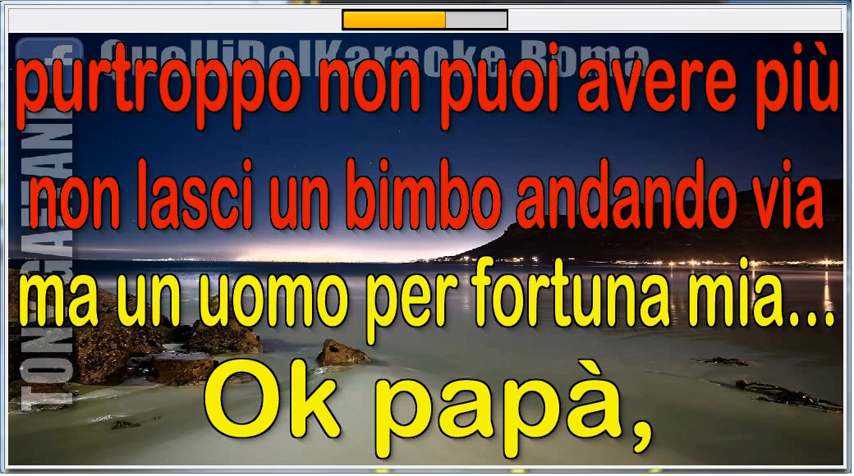 QuelliDelKaraoke.Roma
purtroppo non puoi avere più
non lasci un bimbo andando via
ma un uomo per fortuna mia...
Ok papà,